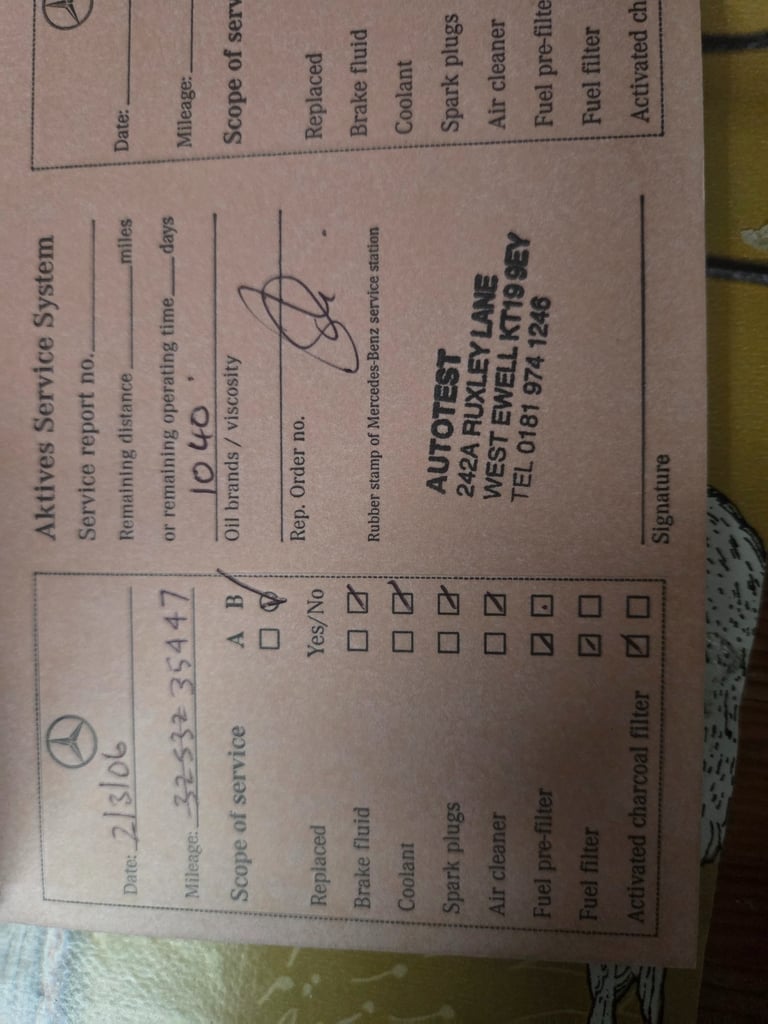 Date: 2/3/06
Mileage: 32532 35447
Scope of service A B
Replaced Yes/No
Brake fluid
Coolant
Spark plugs
Air cleaner
Fuel pre-filter
Fuel filter
Activated charcoal filter
Aktives Service System
Service report no.
Remaining distance miles
or remaining operating time days
1040
Oil brands / viscosity
Rep. Order no.
Rubber stamp of Mercedes-Benz service station
AUTOTEST
242A RUXLEY LANE
WEST EWELL KT19 9EY
TEL 0181 974 1246
Signature
Date:
Mileage:
Scope of serv
Replaced
Brake fluid
Coolant
Spark plugs
Air cleaner
Fuel pre-filte
Fuel filter
Activated ch